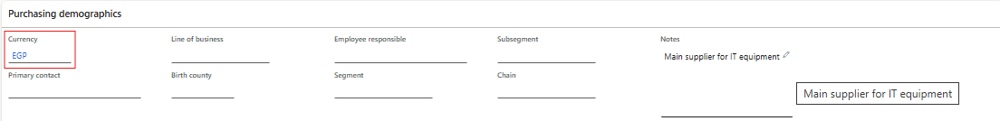 Purchasing demographics
Currency
EGP
Line of business
Employee responsible
Subsegment
Notes
Main supplier for IT equipment
Primary contact
Birth county
Segment
Chain
Main supplier for IT equipment